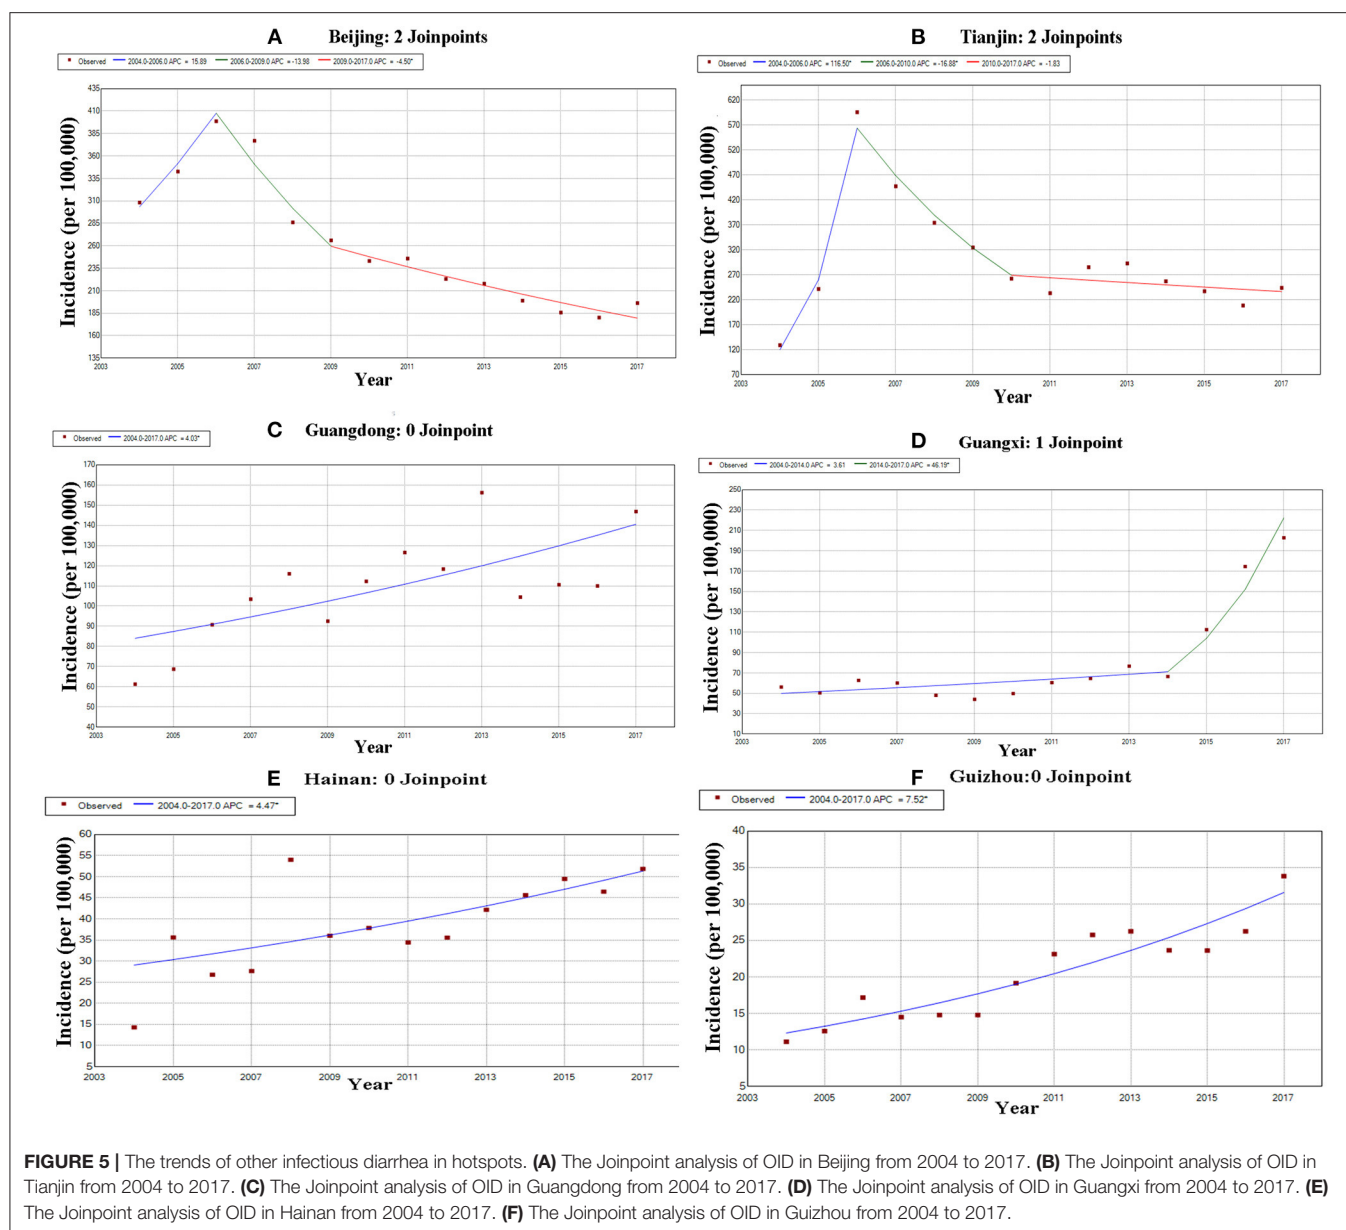 A Beijing: 2 Joinpoints
Observed 2004.0-2006.0 APC = 15.89 2006.0-2009.0 APC = -13.98 2009.0-2017.0 APC = -4.50*
435
410
385
360
335
310
285
260
235
210
185
160
135
Incidence (per 100,000)
2003 2005 2007 2009 2011 2013 2015 2017
Year
B Tianjin: 2 Joinpoints
Observed 2004.0-2006.0 APC = 116.50* 2006.0-2010.0 APC = -16.88* 2010.0-2017.0 APC = -1.83
620
570
520
470
420
370
320
270
220
170
120
70
Incidence (per 100,000)
2003 2005 2007 2009 2011 2013 2015 2017
Year
C Guangdong: 0 Joinpoint
Observed 2004.0-2017.0 APC = 4.03*
170
160
150
140
130
120
110
100
90
80
70
60
50
40
Incidence (per 100,000)
2003 2005 2007 2009 2011 2013 2015 2017
Year
D Guangxi: 1 Joinpoint
Observed 2004.0-2014.0 APC = 3.61 2014.0-2017.0 APC = 46.19*
250
230
210
190
170
150
130
110
90
70
50
30
10
Incidence (per 100,000)
2003 2005 2007 2009 2011 2013 2015 2017
Year
E Hainan: 0 Joinpoint
Observed 2004.0-2017.0 APC = 4.47*
60
55
50
45
40
35
30
25
20
15
10
5
Incidence (per 100,000)
2003 2005 2007 2009 2011 2013 2015 2017
Year
F Guizhou:0 Joinpoint
Observed 2004.0-2017.0 APC = 7.52*
40
35
30
25
20
15
10
5
Incidence (per 100,000)
2003 2005 2007 2009 2011 2013 2015 2017
Year
FIGURE 5 | The trends of other infectious diarrhea in hotspots. (A) The Joinpoint analysis of OID in Beijing from 2004 to 2017. (B) The Joinpoint analysis of OID in
Tianjin from 2004 to 2017. (C) The Joinpoint analysis of OID in Guangdong from 2004 to 2017. (D) The Joinpoint analysis of OID in Guangxi from 2004 to 2017. (E)
The Joinpoint analysis of OID in Hainan from 2004 to 2017. (F) The Joinpoint analysis of OID in Guizhou from 2004 to 2017.